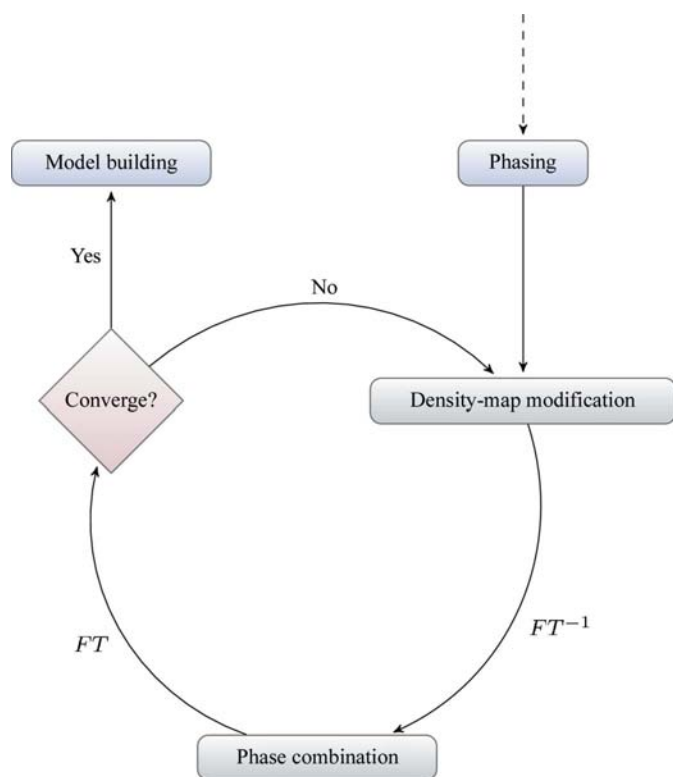 Model building
Phasing
Yes
No
Converge?
Density-map modification
FT
FT⁻¹
Phase combination